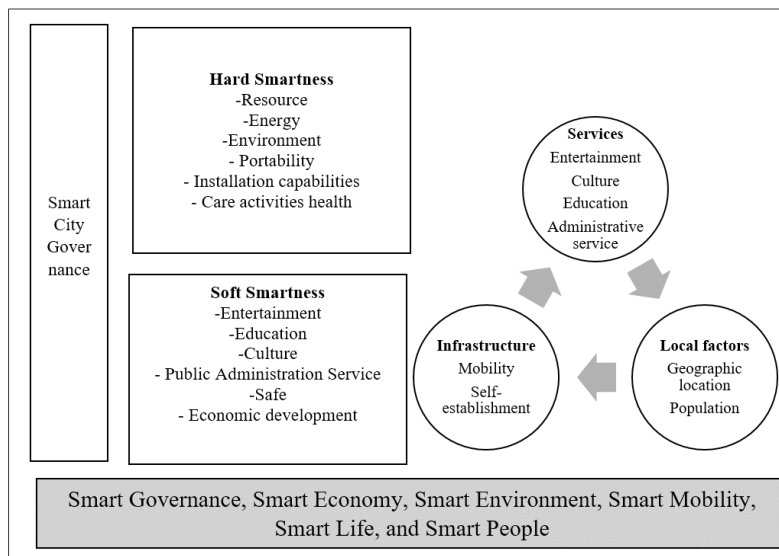 Smart
City
Gover
nance
Hard Smartness
-Resource
-Energy
-Environment
- Portability
- Installation capabilities
- Care activities health
Soft Smartness
-Entertainment
-Education
-Culture
- Public Administration Service
-Safe
- Economic development
Services
Entertainment
Culture
Education
Administrative
service
Infrastructure
Mobility
Self-
establishment
Local factors
Geographic
location
Population
Smart Governance, Smart Economy, Smart Environment, Smart Mobility,
Smart Life, and Smart People